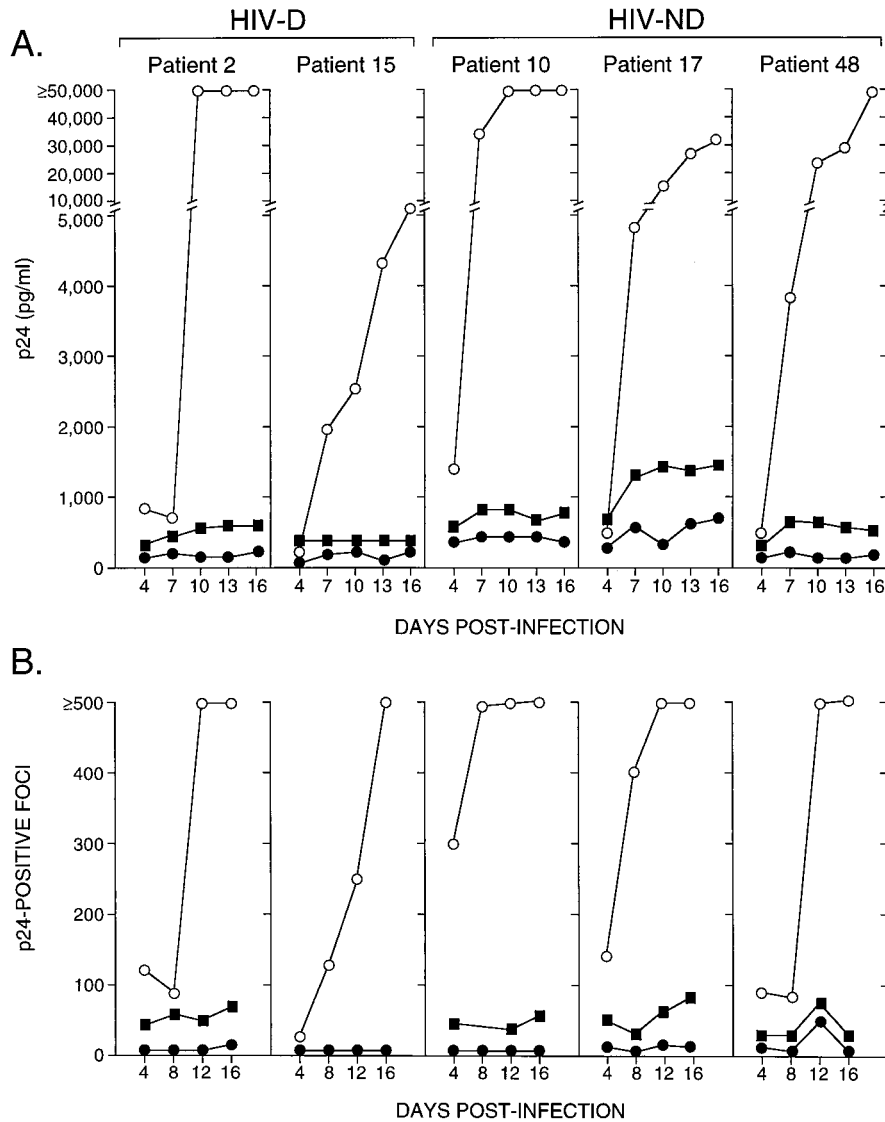 HIV-D HIV-ND
A.
Patient 2 Patient 15 Patient 10 Patient 17 Patient 48
≥50,000
40,000
30,000
20,000
10,000
5,000
4,000
3,000
2,000
1,000
0
p24 (pg/ml)
4 7 10 13 16 4 7 10 13 16 4 7 10 13 16 4 7 10 13 16 4 7 10 13 16
DAYS POST-INFECTION
B.
≥500
400
300
200
100
0
p24-POSITIVE FOCI
4 8 12 16 4 8 12 16 4 8 12 16 4 8 12 16 4 8 12 16
DAYS POST-INFECTION